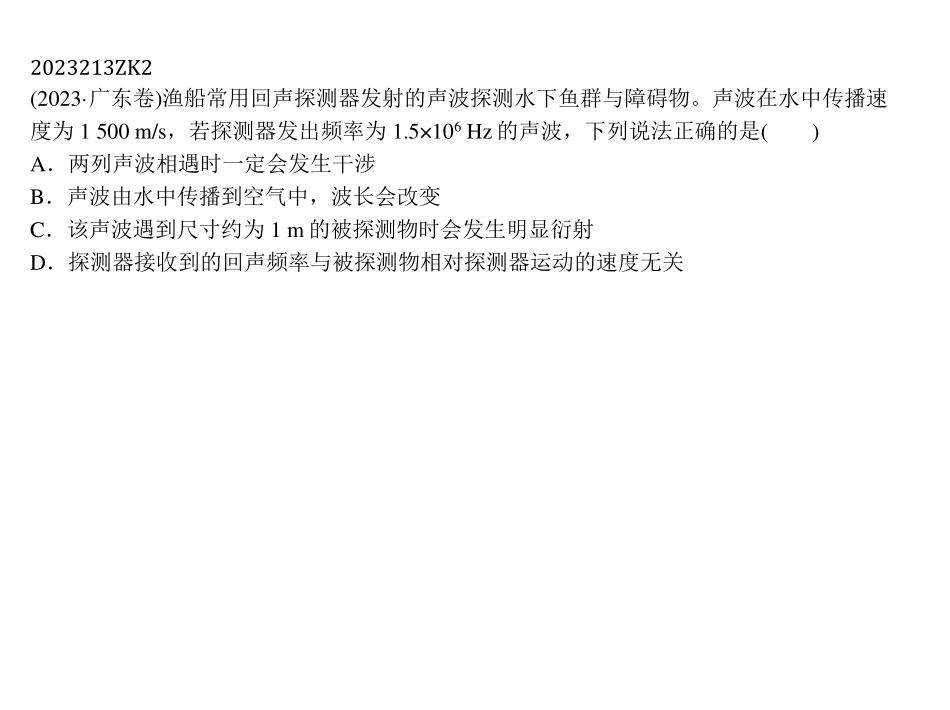 2023213ZK2
(2023·广东卷)渔船常用回声探测器发射的声波探测水下鱼群与障碍物。声波在水中传播速
度为 1 500 m/s，若探测器发出频率为 1.5×10⁶ Hz 的声波，下列说法正确的是(　　)
A．两列声波相遇时一定会发生干涉
B．声波由水中传播到空气中，波长会改变
C．该声波遇到尺寸约为 1 m 的被探测物时会发生明显衍射
D．探测器接收到的回声频率与被探测物相对探测器运动的速度无关